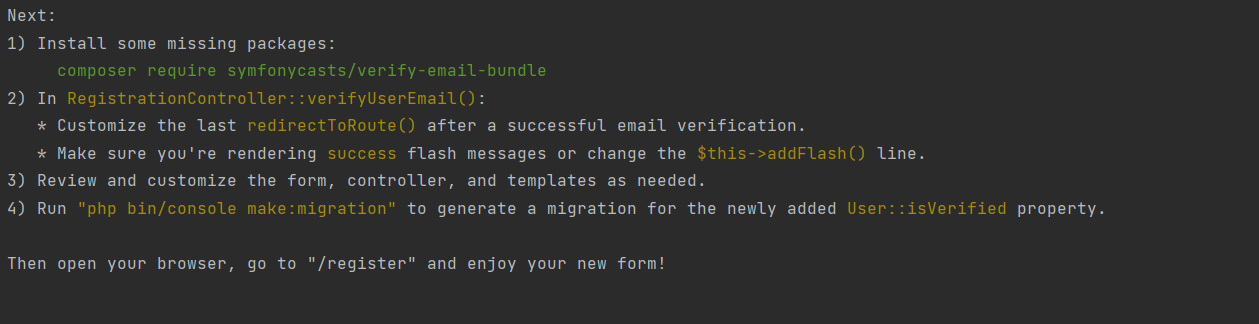 Next:
1) Install some missing packages:
composer require symfonycasts/verify-email-bundle
2) In RegistrationController::verifyUserEmail():
* Customize the last redirectToRoute() after a successful email verification.
* Make sure you're rendering success flash messages or change the $this->addFlash() line.
3) Review and customize the form, controller, and templates as needed.
4) Run "php bin/console make:migration" to generate a migration for the newly added User::isVerified property.
Then open your browser, go to "/register" and enjoy your new form!